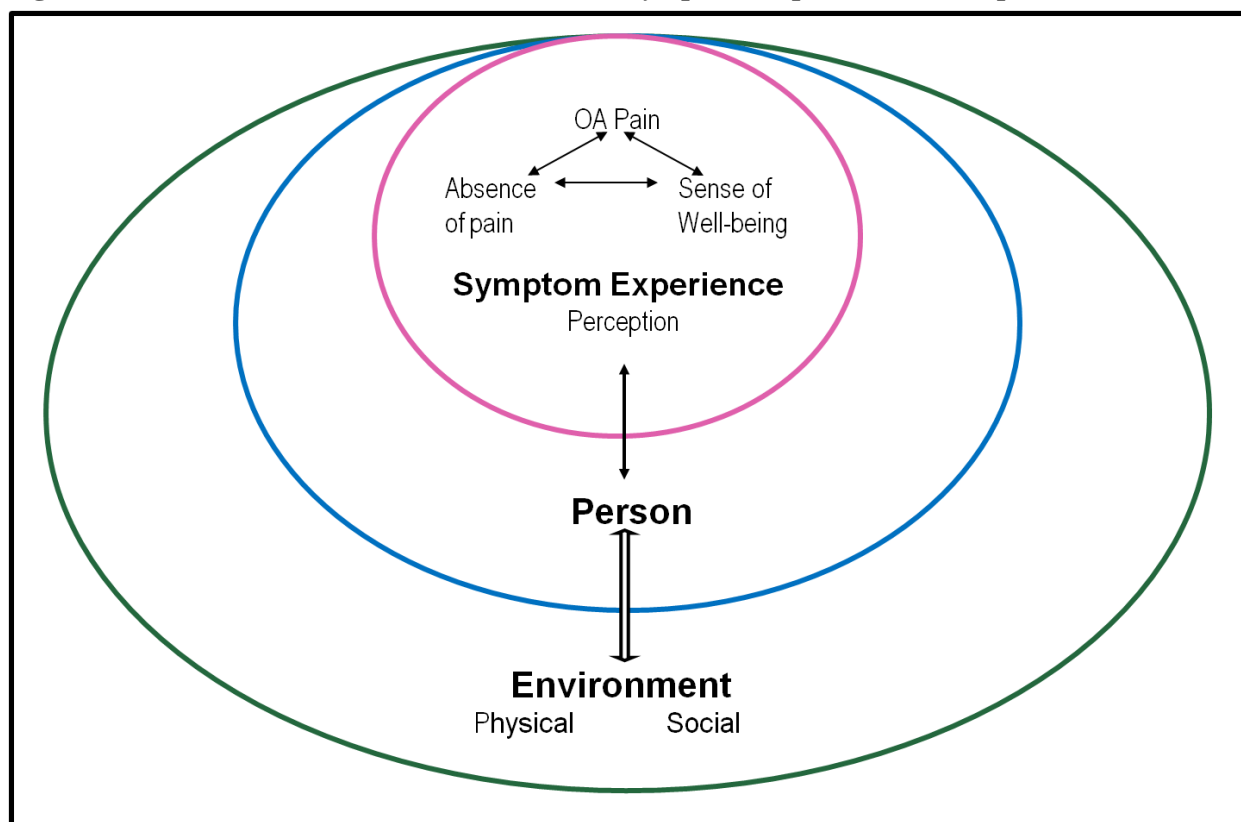 OA Pain
Absence
of pain
Sense of
Well-being
Symptom Experience
Perception
Person
Environment
Physical Social